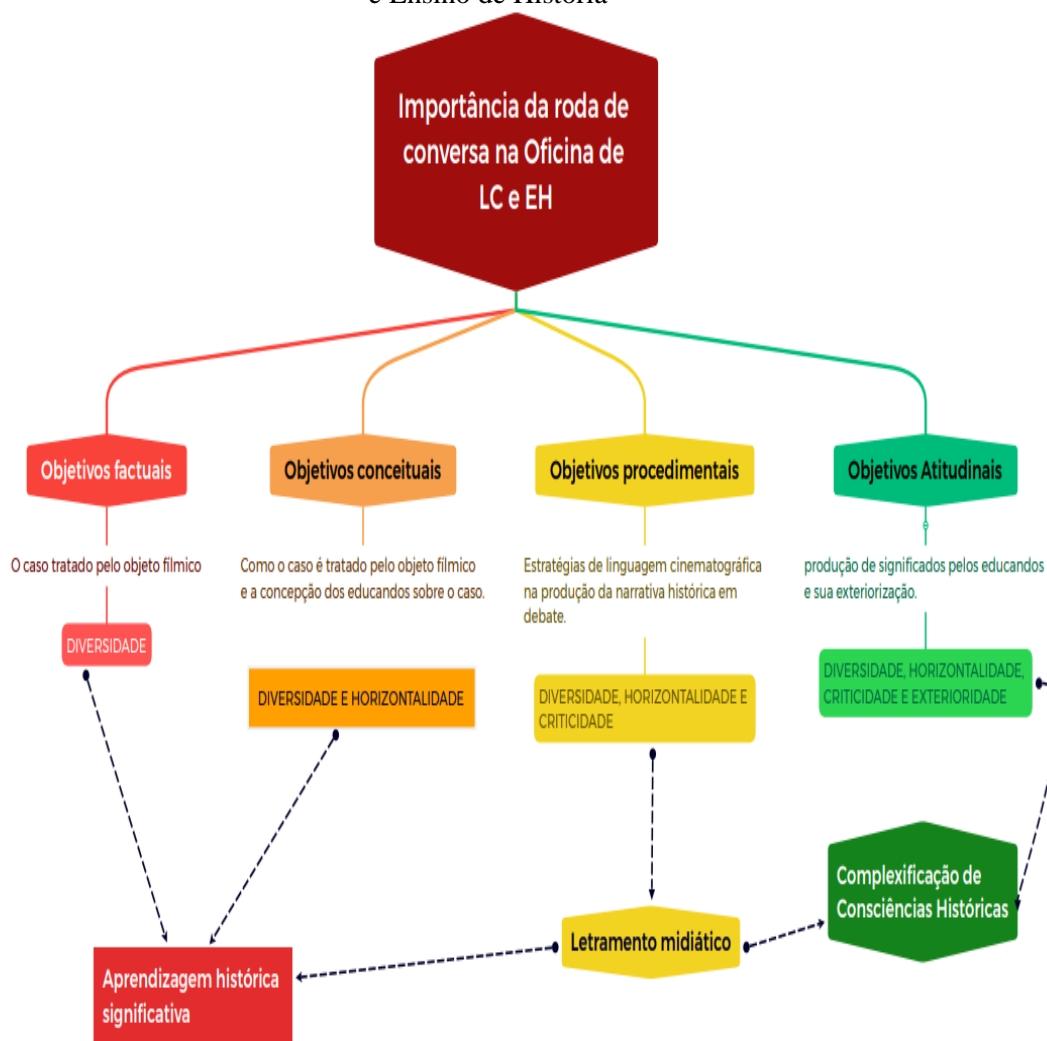 e Ensino de História
Importância da roda de
conversa na Oficina de
LC e EH
Objetivos factuais
Objetivos conceituais
Objetivos procedimentais
Objetivos Atitudinais
O caso tratado pelo objeto fílmico
Como o caso é tratado pelo objeto fílmico
e a concepção dos educandos sobre o caso.
Estratégias de linguagem cinematográfica
na produção da narrativa histórica em
debate.
produção de significados pelos educandos
e sua exteriorização.
DIVERSIDADE
DIVERSIDADE E HORIZONTALIDADE
DIVERSIDADE, HORIZONTALIDADE E
CRITICIDADE
DIVERSIDADE, HORIZONTALIDADE,
CRITICIDADE E EXTERIORIDADE
Complexificação de
Consciências Históricas
Letramento midiático
Aprendizagem histórica
significativa